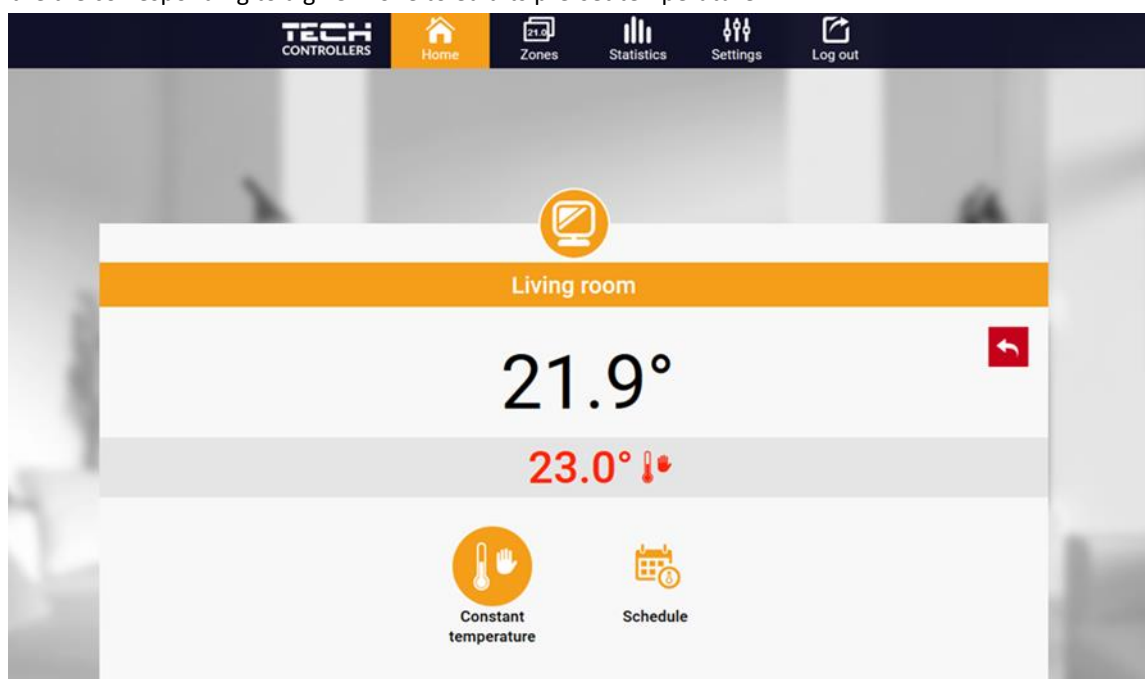 TECH
CONTROLLERS
Home
21.0
Zones
Statistics
Settings
Log out
Living room
21.9°
23.0°
Constant
temperature
Schedule